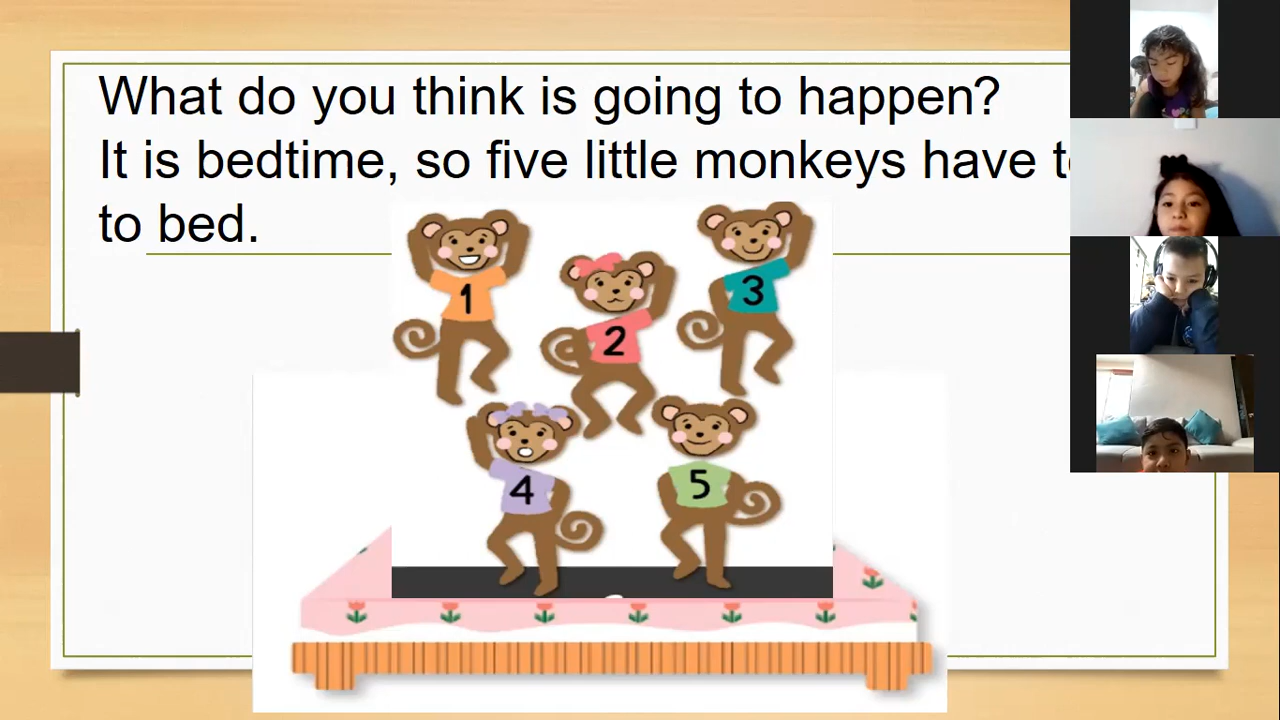 What do you think is going to happen?
It is bedtime, so five little monkeys have
to bed.
1
2
3
4
5